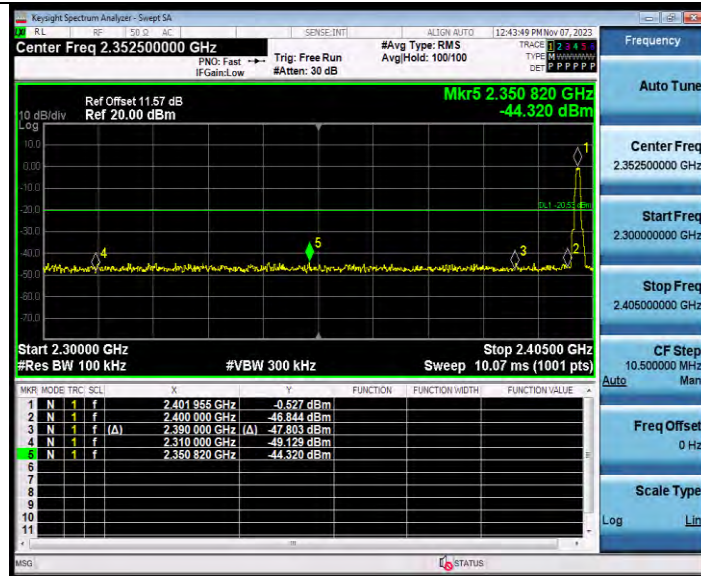 Keysight Spectrum Analyzer - Swept SA
LXI RL RF 50 Ω AC SENSE:INT ALIGN AUTO 12:43:49 PM Nov 07, 2023
Center Freq 2.352500000 GHz
PNO: Fast
IFGain:Low
Trig: Free Run
#Atten: 30 dB
#Avg Type: RMS
Avg|Hold: 100/100
TRACE 1 2 3 4 5 6
TYPE M WWWWW
DET P P P P P P
Frequency
Auto Tune
Center Freq
2.352500000 GHz
Start Freq
2.300000000 GHz
Stop Freq
2.405000000 GHz
CF Step
10.500000 MHz
Auto Man
Freq Offset
0 Hz
Scale Type
Log Lin
Mkr5 2.350 820 GHz
-44.320 dBm
Ref Offset 11.57 dB
10 dB/div Ref 20.00 dBm
Log
10.0
0.00
-10.0
-20.0
-30.0
-40.0
-50.0
-60.0
-70.0
1
DL1 -20.53 dBm
5
4
3
2
Start 2.30000 GHz Stop 2.40500 GHz
#Res BW 100 kHz #VBW 300 kHz Sweep 10.07 ms (1001 pts)
MKR MODE TRC SCL X Y FUNCTION FUNCTION WIDTH FUNCTION VALUE
1 N 1 f 2.401 955 GHz -0.527 dBm
2 N 1 f 2.400 000 GHz -46.844 dBm
3 N 1 f (Δ) 2.390 000 GHz (Δ) -47.803 dBm
4 N 1 f 2.310 000 GHz -49.129 dBm
5 N 1 f 2.350 820 GHz -44.320 dBm
6
7
8
9
10
11
MSG STATUS